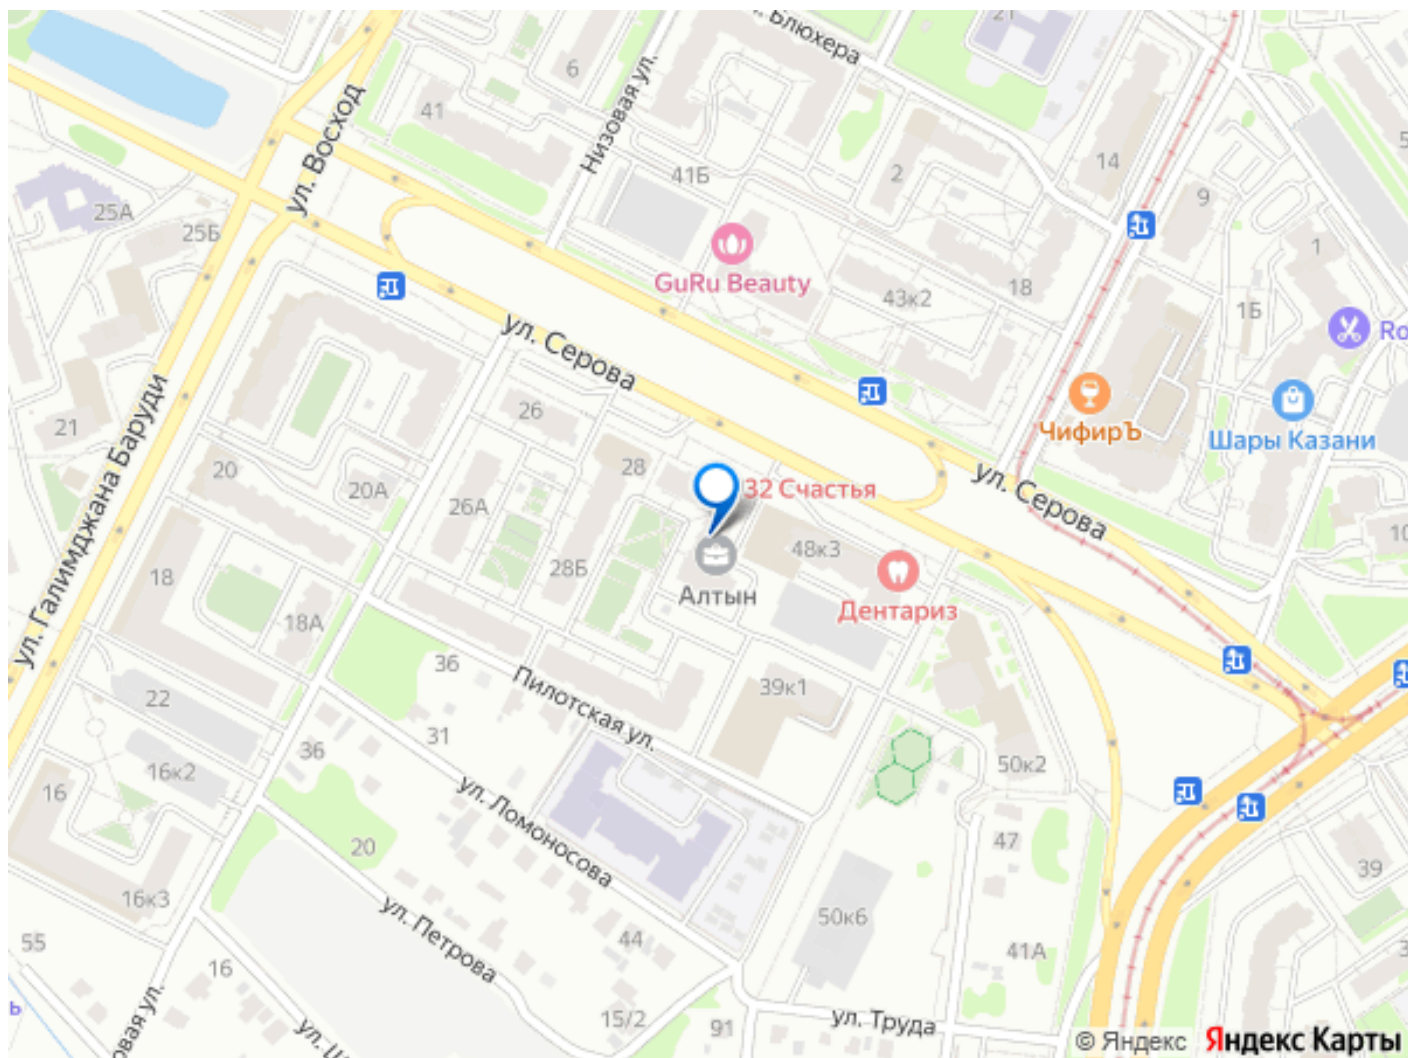 21
ул. Блюхера
6
41
Низовая ул.
ул. Восход
41Б
2
14
9
25А
25Б
1
GuRu Beauty
18
43к2
1Б
Ro
ул. Серова
ЧифирЪ
Шары Казани
26
21
ул. Галимджана Баруди
20
20А
28
32 Счастья
ул. Серова
26А
10
48к3
28Б
18
Алтын
Дентариз
18А
36
39к1
22
Пилотская ул.
31
36
16к2
50к2
16
ул. Ломоносова
47
20
39
16к3
50к6
55
ул. Петрова
44
41А
16
15/2
91
ул. Труда
© Яндекс Яндекс Карты